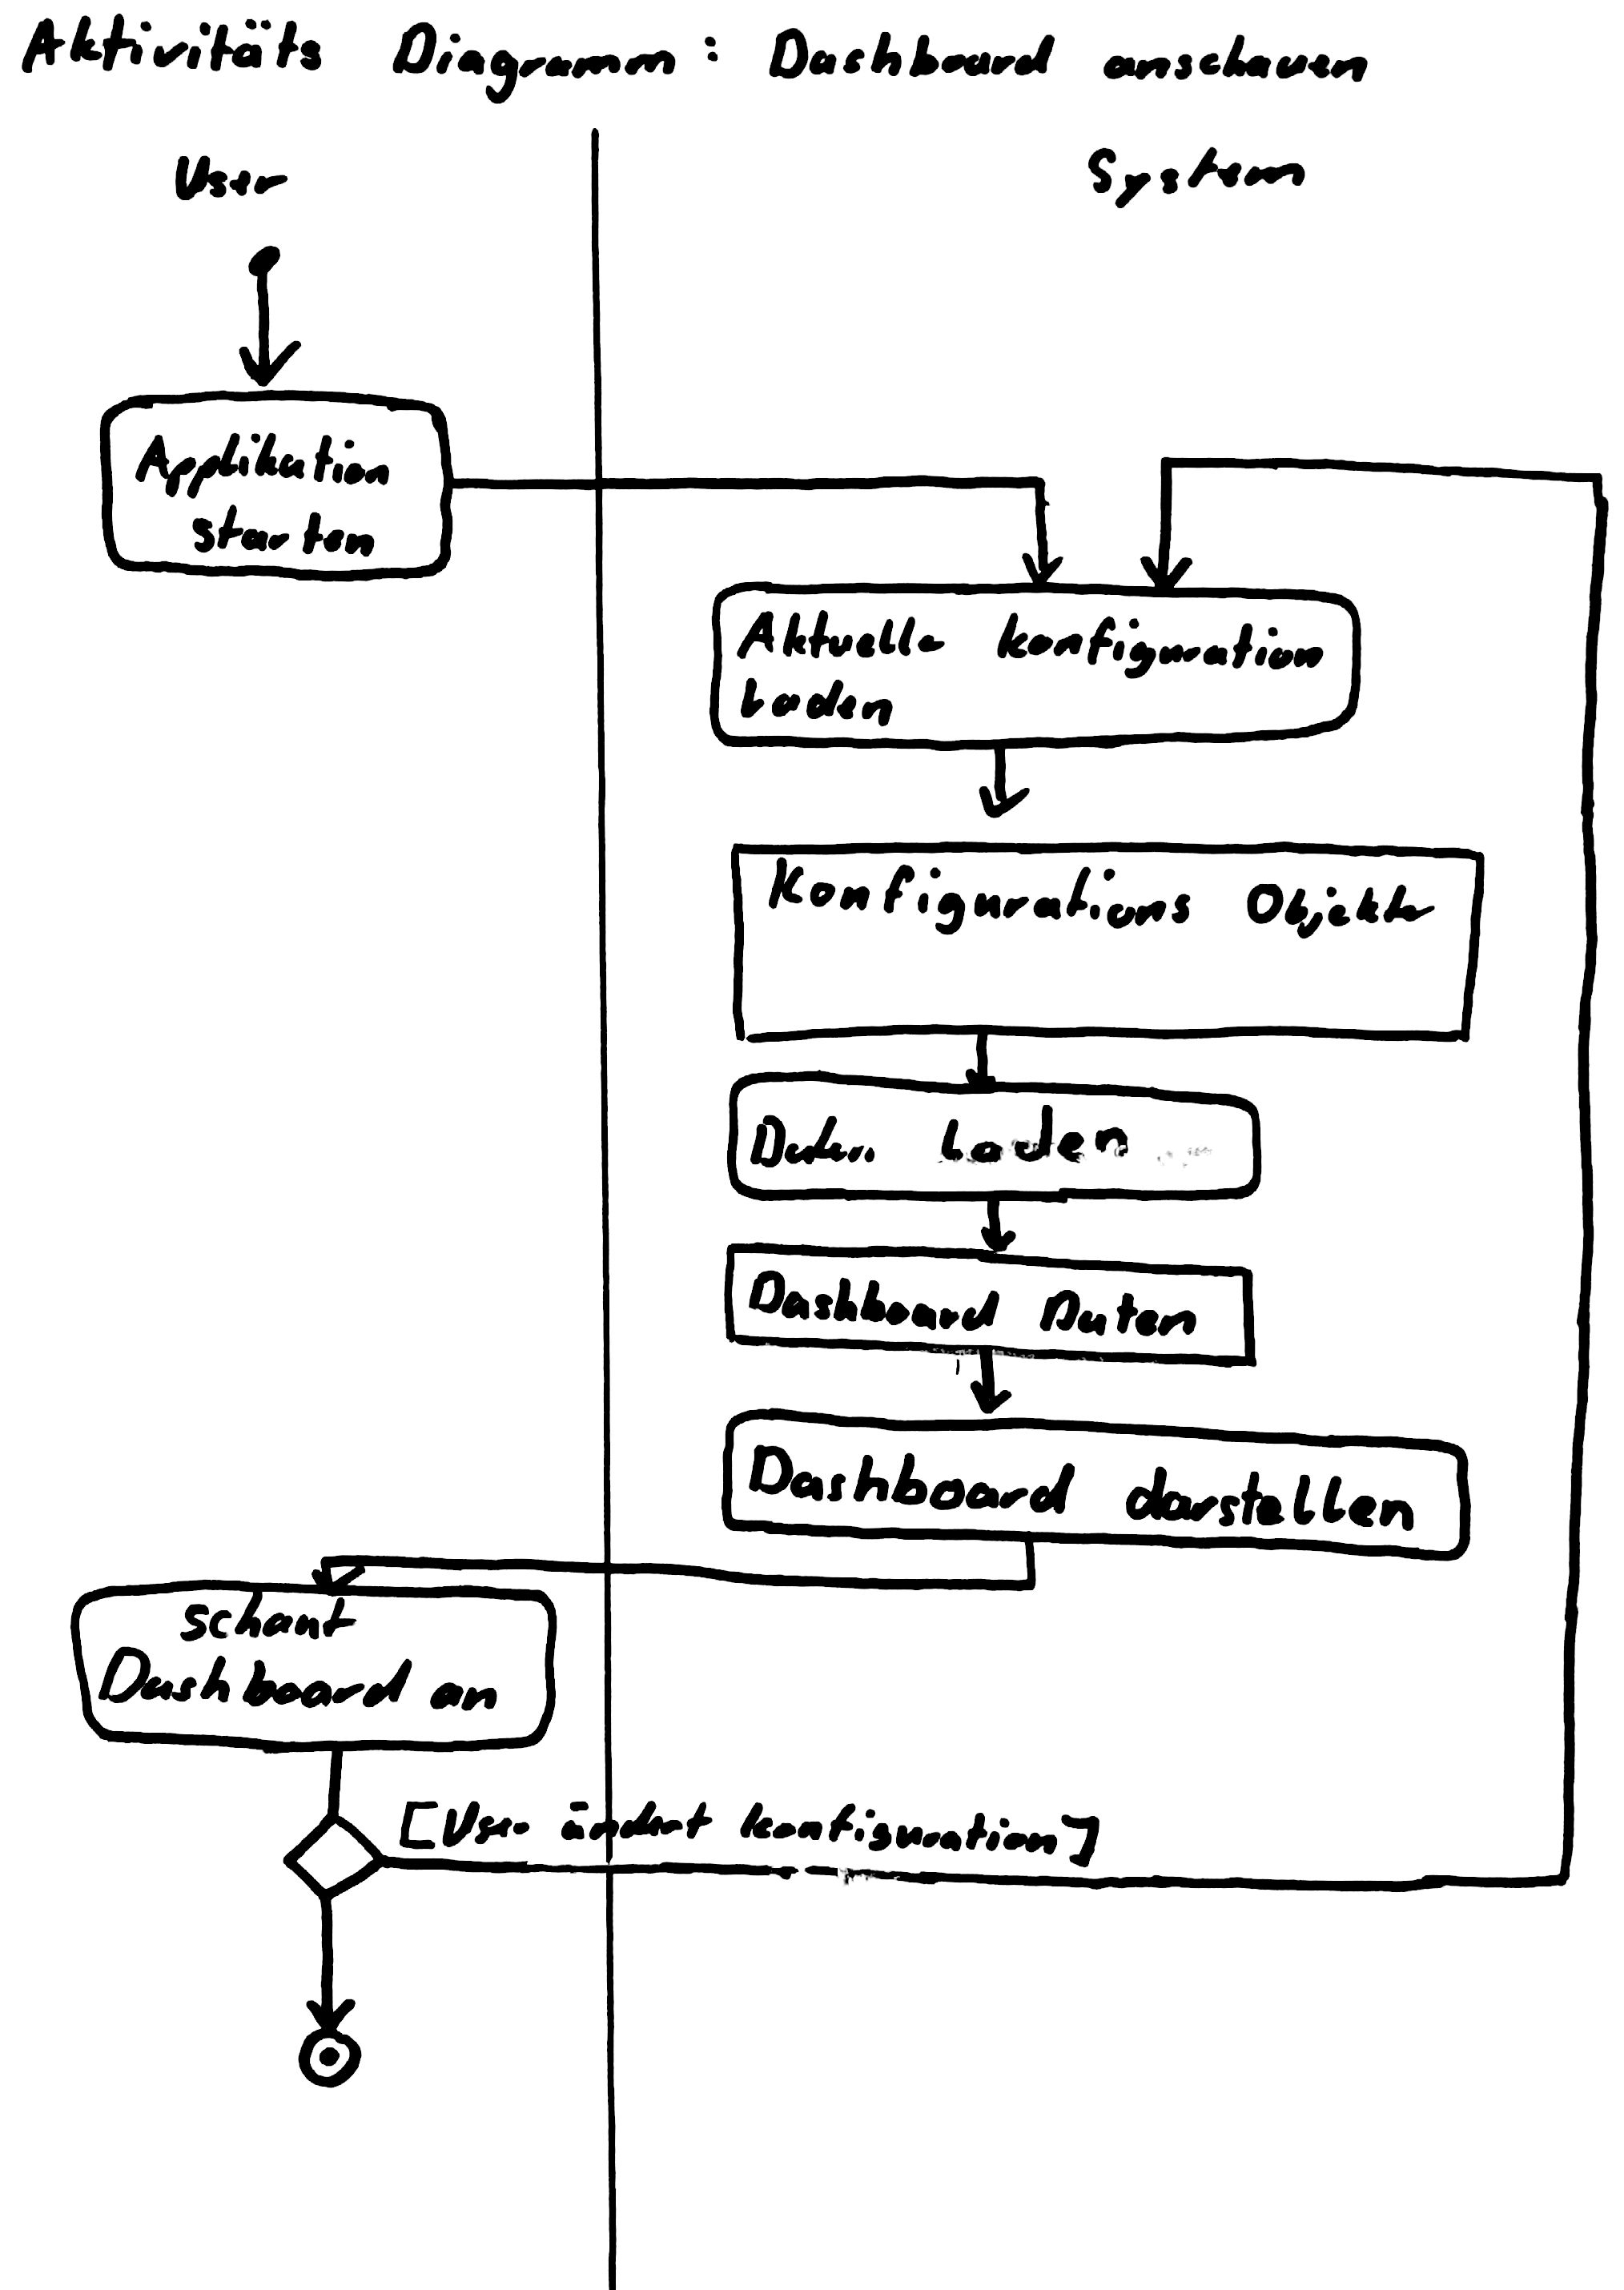 Aktivitäts Diagramm: Dashboard anschauen
User
System
Applikation
starten
Aktuelle konfiguration
laden
Konfigurations Objekte
Daten laden
Dashboard Daten
Dashboard darstellen
schaut
Dashboard an
[User ändert konfiguration]